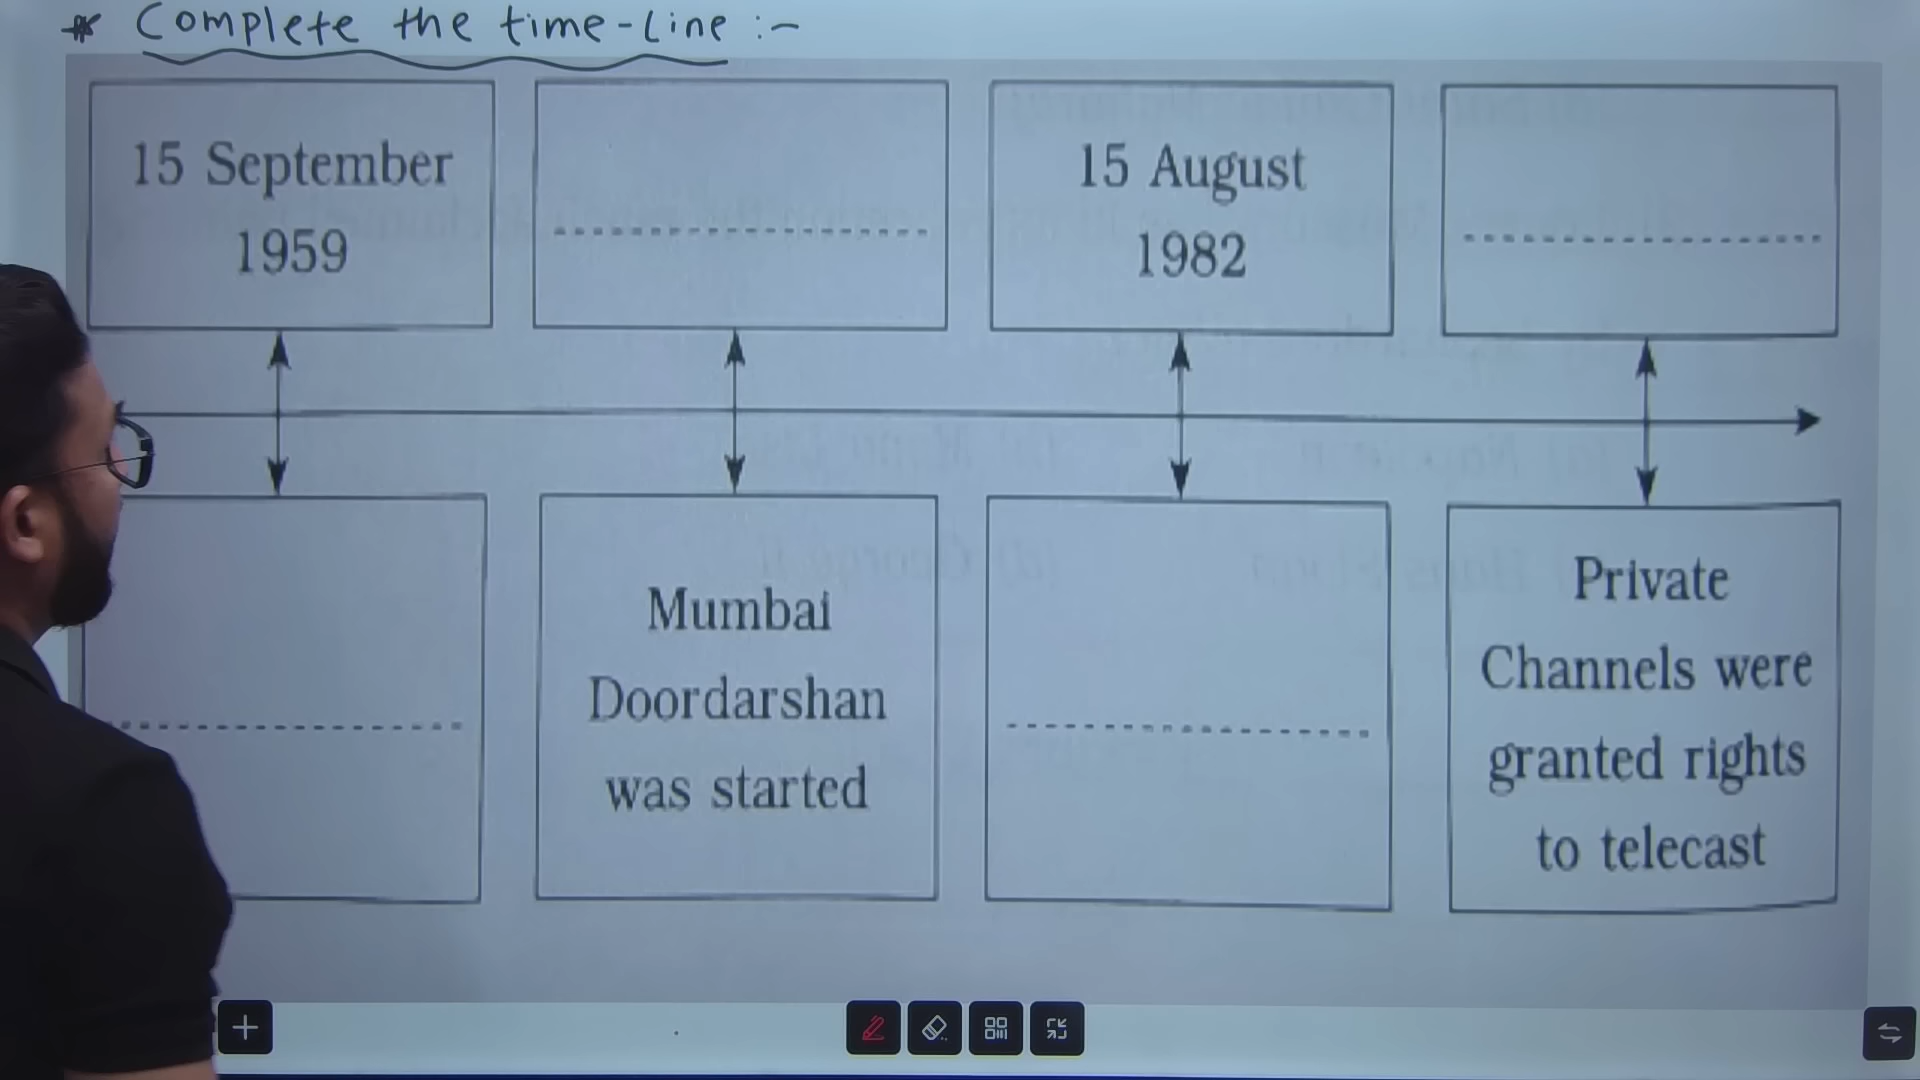 * Complete the time-line :-
15 September
1959
15 August
1982
Mumbai
Doordarshan
was started
Private
Channels were
granted rights
to telecast